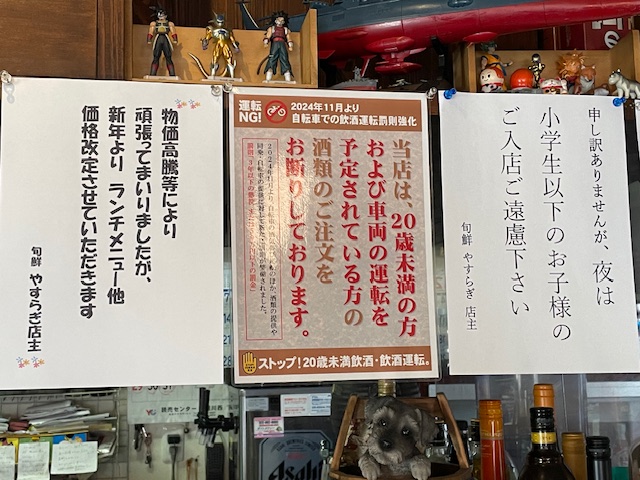 物価高騰等により
頑張ってまいりましたが、
新年より ランチメニュー他
価格改定させていただきます
旬鮮 やすらぎ店主
運転
NG!
2024年11月より
自転車での飲酒運転罰則強化
当店は、20歳未満の方
および車両の運転を
予定されている方の
酒類のご注文を
お断りしております。
ストップ!20歳未満飲酒・飲酒運転。
申し訳ありませんが、夜は
小学生以下のお子様の
ご入店ご遠慮下さい
旬鮮 やすらぎ 店主
読売センター
Asahi